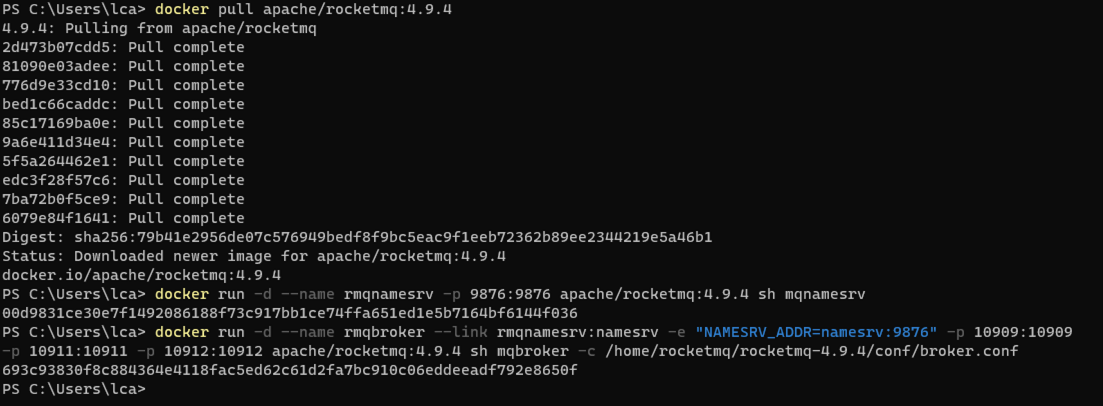 PS C:\Users\lca> docker pull apache/rocketmq:4.9.4
4.9.4: Pulling from apache/rocketmq
2d473b07cdd5: Pull complete
81090e03adee: Pull complete
776d9e33cd10: Pull complete
bed1c66caddc: Pull complete
85c17169ba0e: Pull complete
9a6e411d34e4: Pull complete
5f5a264462e1: Pull complete
edc3f28f57c6: Pull complete
7ba72b0f5ce9: Pull complete
6079e84f1641: Pull complete
Digest: sha256:79b41e2956de07c576949bedf8f9bc5eac9f1eeb72362b89ee2344219e5a46b1
Status: Downloaded newer image for apache/rocketmq:4.9.4
docker.io/apache/rocketmq:4.9.4
PS C:\Users\lca> docker run -d --name rmqnamesrv -p 9876:9876 apache/rocketmq:4.9.4 sh mqnamesrv
00d9831ce30e7f1492086188f73c917bb1ce74ffa651ed1e5b7164bf6144f036
PS C:\Users\lca> docker run -d --name rmqbroker --link rmqnamesrv:namesrv -e "NAMESRV_ADDR=namesrv:9876" -p 10909:10909
-p 10911:10911 -p 10912:10912 apache/rocketmq:4.9.4 sh mqbroker -c /home/rocketmq/rocketmq-4.9.4/conf/broker.conf
693c93830f8c884364e4118fac5ed62c61d2fa7bc910c06eddeeadf792e8650f
PS C:\Users\lca>